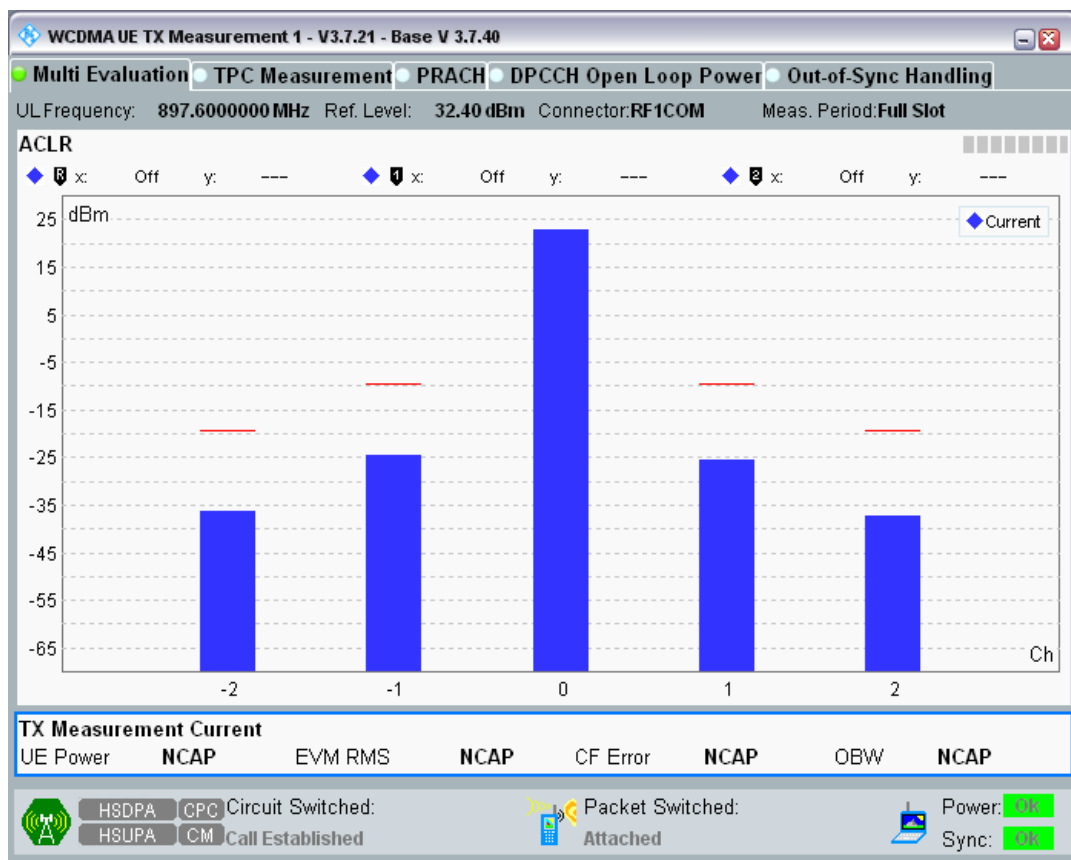 WCDMA UE TX Measurement 1 - V3.7.21 - Base V 3.7.40
Multi Evaluation TPC Measurement PRACH DPCCH Open Loop Power Out-of-Sync Handling
UL Frequency: 897.6000000 MHz Ref. Level: 32.40 dBm Connector: RF1COM Meas. Period: Full Slot
ACLR
R x: Off y: --- 1 x: Off y: --- 2 x: Off y: ---
dBm
Current
25
15
5
-5
-15
-25
-35
-45
-55
-65
Ch
-2 -1 0 1 2
TX Measurement Current
UE Power NCAP EVM RMS NCAP CF Error NCAP OBW NCAP
HSDPA CPC Circuit Switched: Packet Switched: Power: OK
HSUPA CM Call Established Attached Sync: OK